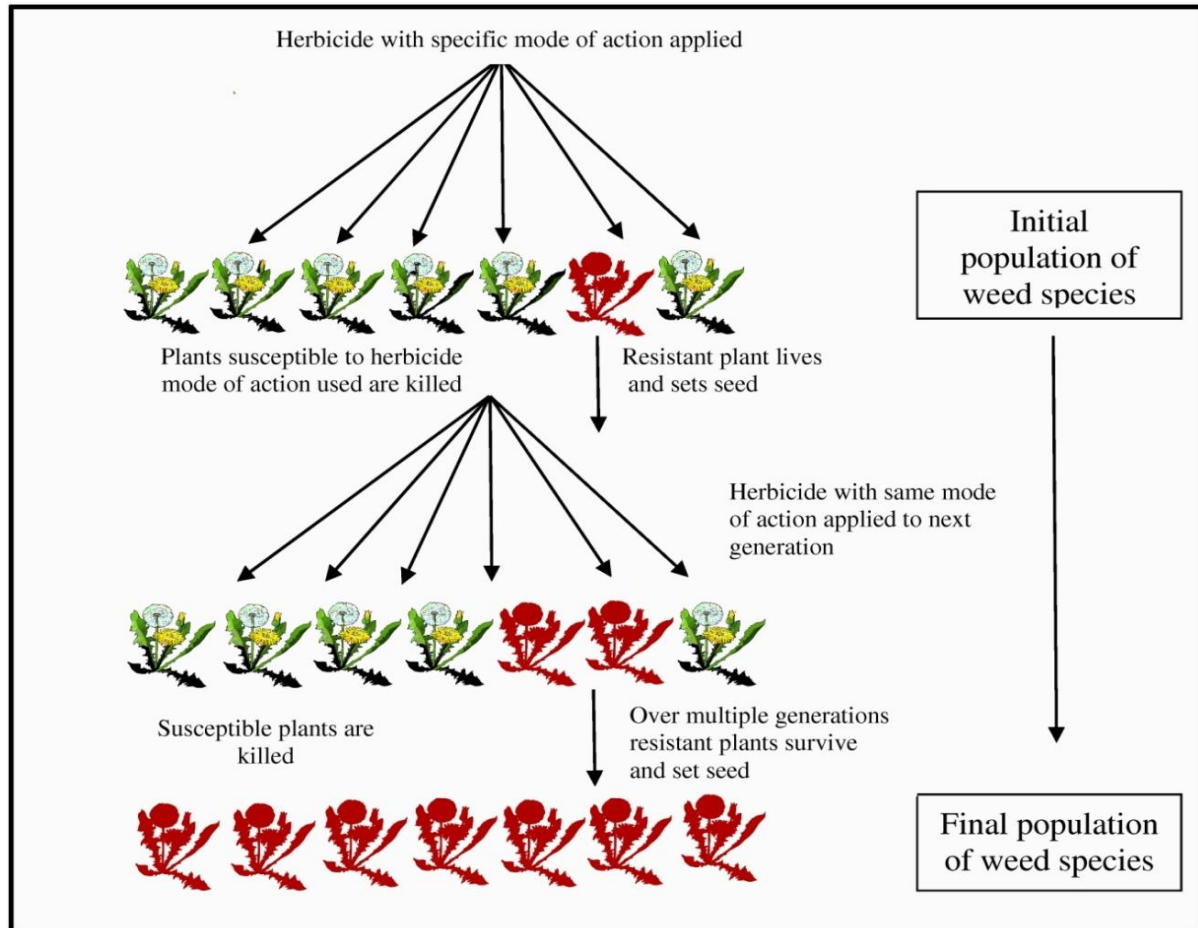 Herbicide with specific mode of action applied
Initial
population of
weed species
Plants susceptible to herbicide
mode of action used are killed
Resistant plant lives
and sets seed
Herbicide with same mode
of action applied to next
generation
Susceptible plants are
killed
Over multiple generations
resistant plants survive
and set seed
Final population
of weed species